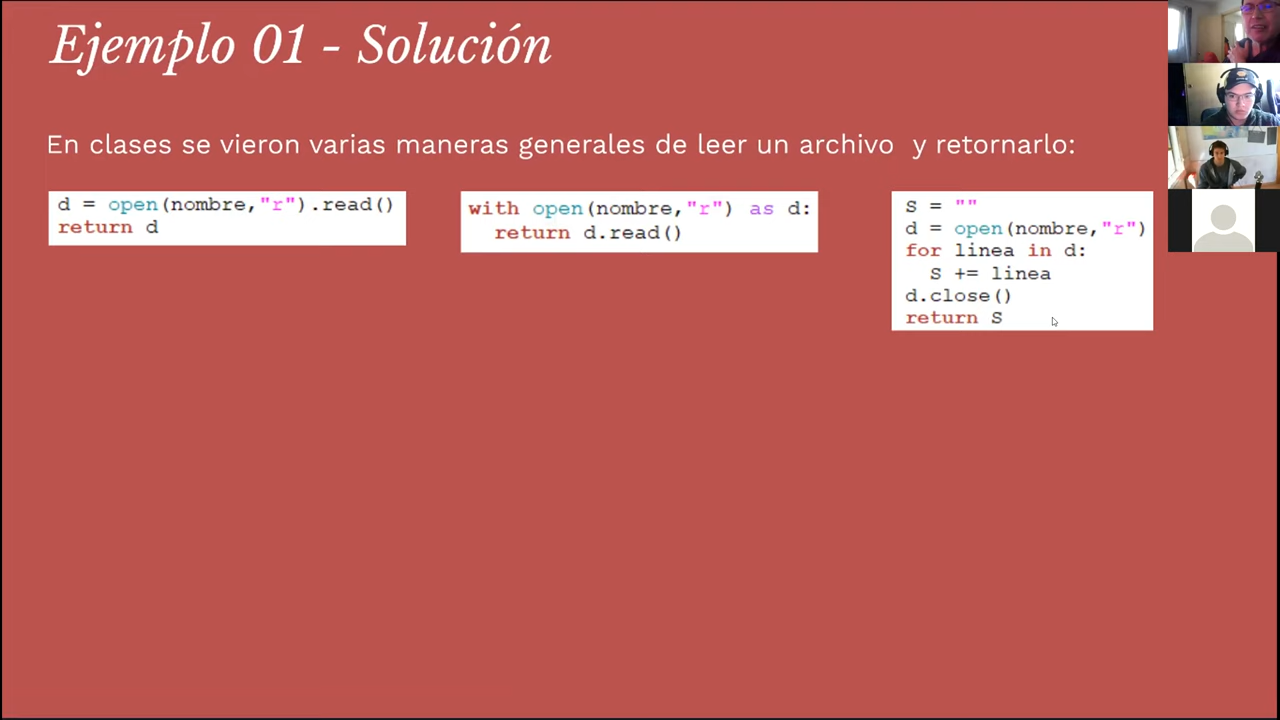 Ejemplo 01 - Solución
En clases se vieron varias maneras generales de leer un archivo  y retornarlo:
d = open(nombre,"r").read()
return d
with open(nombre,"r") as d:
  return d.read()
S = ""
d = open(nombre,"r")
for linea in d:
  S += linea
d.close()
return S